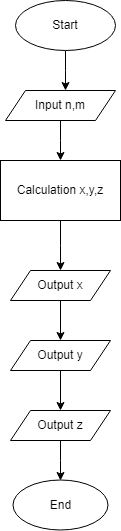 Start
Input n,m
Calculation x,y,z
Output x
Output y
Output z
End